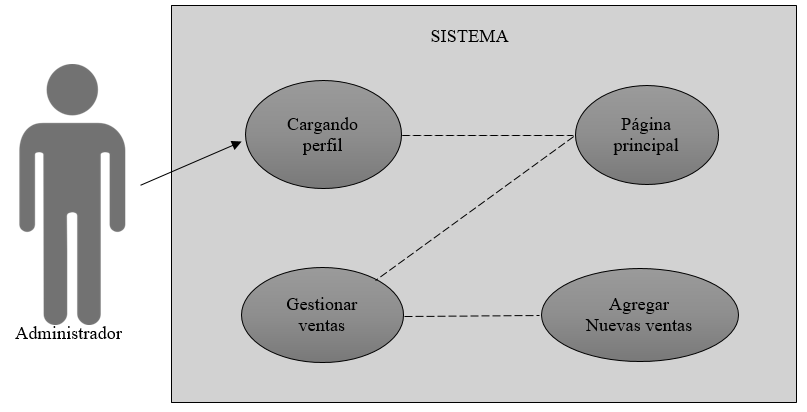 SISTEMA
Cargando
perfil
Página
principal
Gestionar
ventas
Agregar
Nuevas ventas
Administrador